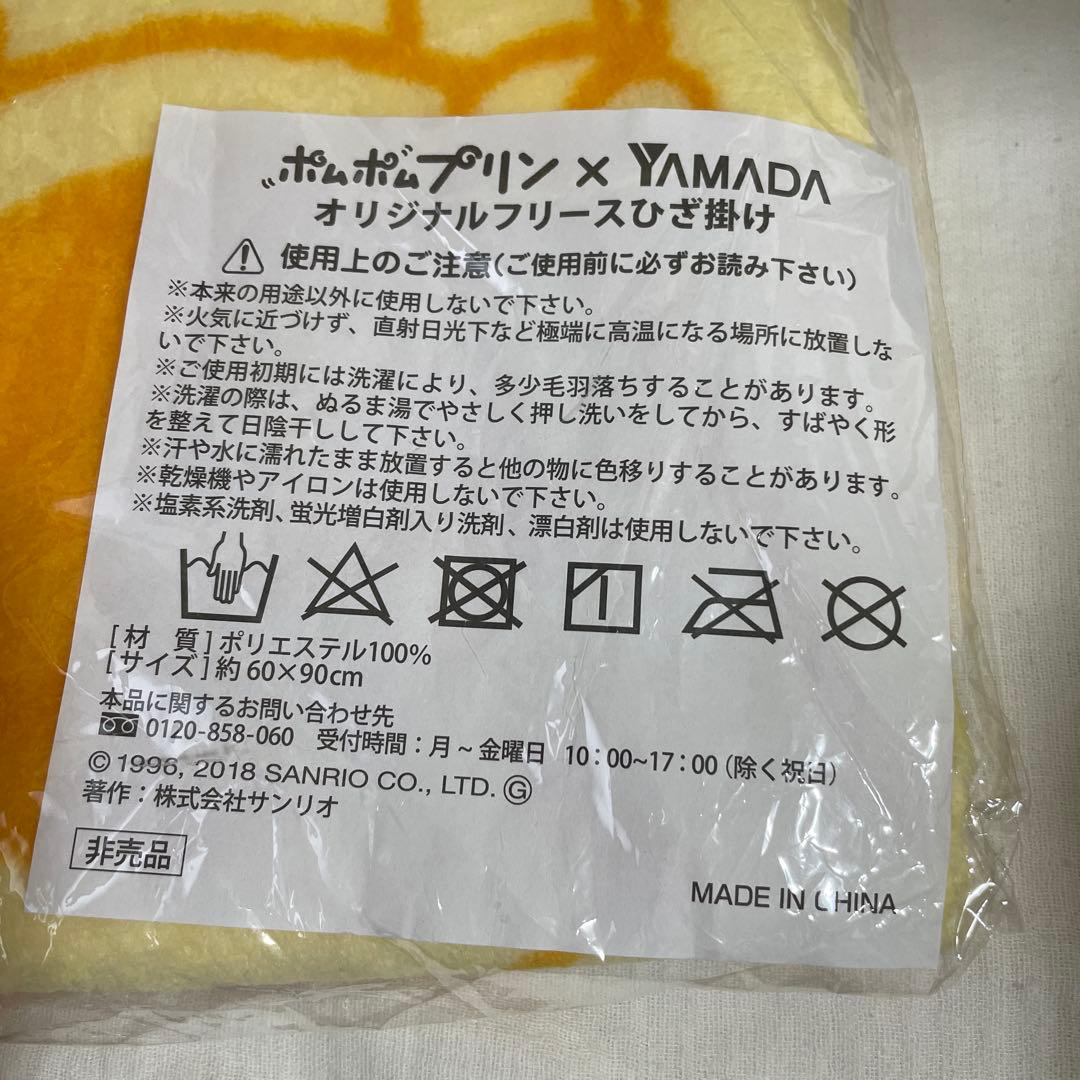 ポムポムプリン × YAMADA
オリジナルフリースひざ掛け
使用上のご注意(ご使用前に必ずお読み下さい)
※本来の用途以外に使用しないで下さい。
※火気に近づけず、直射日光下など極端に高温になる場所に放置しな
いで下さい。
※ご使用初期には洗濯により、多少毛羽落ちすることがあります。
※洗濯の際は、ぬるま湯でやさしく押し洗いをしてから、すばやく形
を整えて日陰干しして下さい。
※汗や水に濡れたまま放置すると他の物に色移りすることがあります。
※乾燥機やアイロンは使用しないで下さい。
※塩素系洗剤、蛍光増白剤入り洗剤、漂白剤は使用しないで下さい。
[材　質]ポリエステル100%
[サイズ]約60×90cm
本品に関するお問い合わせ先
0120-858-060　受付時間：月~金曜日　10：00~17：00（除く祝日）
© 1996, 2018 SANRIO CO., LTD. Ⓖ
著作：株式会社サンリオ
非売品
MADE IN CHINA